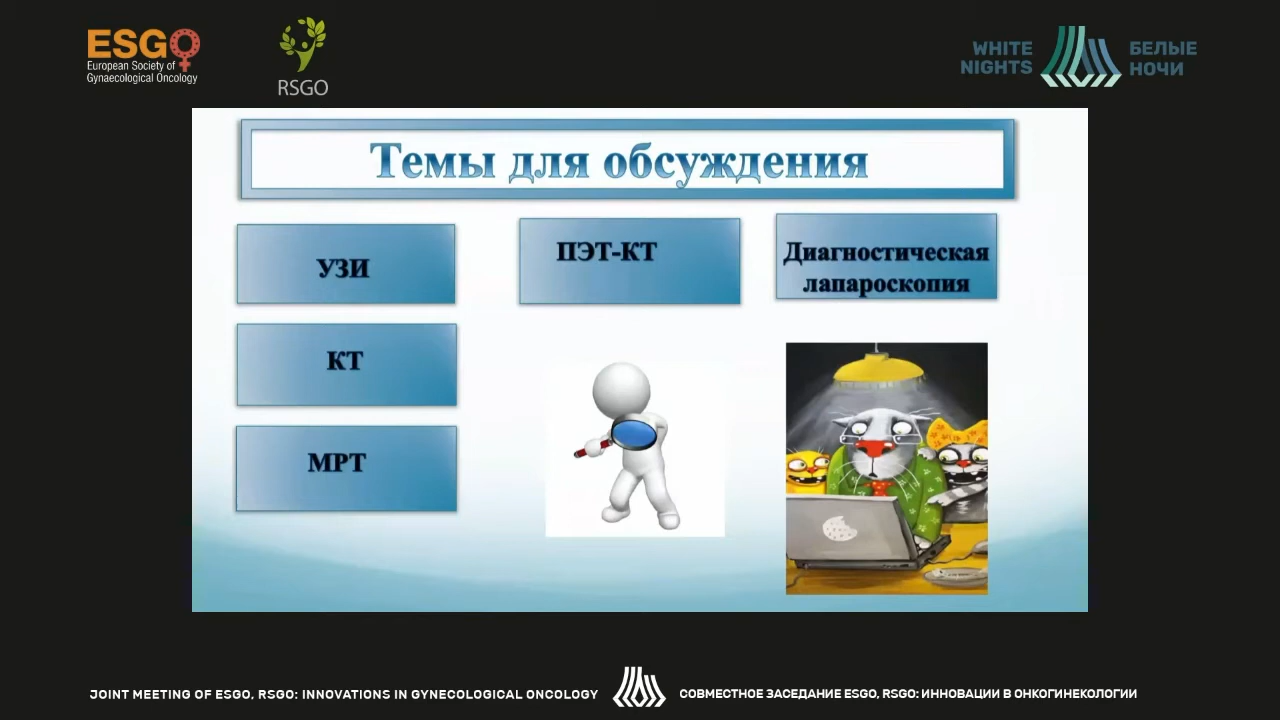 ESGO
European Society of
Gynaecological Oncology
RSGO
WHITE
NIGHTS
БЕЛЫЕ
НОЧИ
Темы для обсуждения
УЗИ
ПЭТ-КТ
Диагностическая
лапароскопия
КТ
МРТ
JOINT MEETING OF ESGO, RSGO: INNOVATIONS IN GYNECOLOGICAL ONCOLOGY
СОВМЕСТНОЕ ЗАСЕДАНИЕ ESGO, RSGO: ИННОВАЦИИ В ОНКОГИНЕКОЛОГИИ